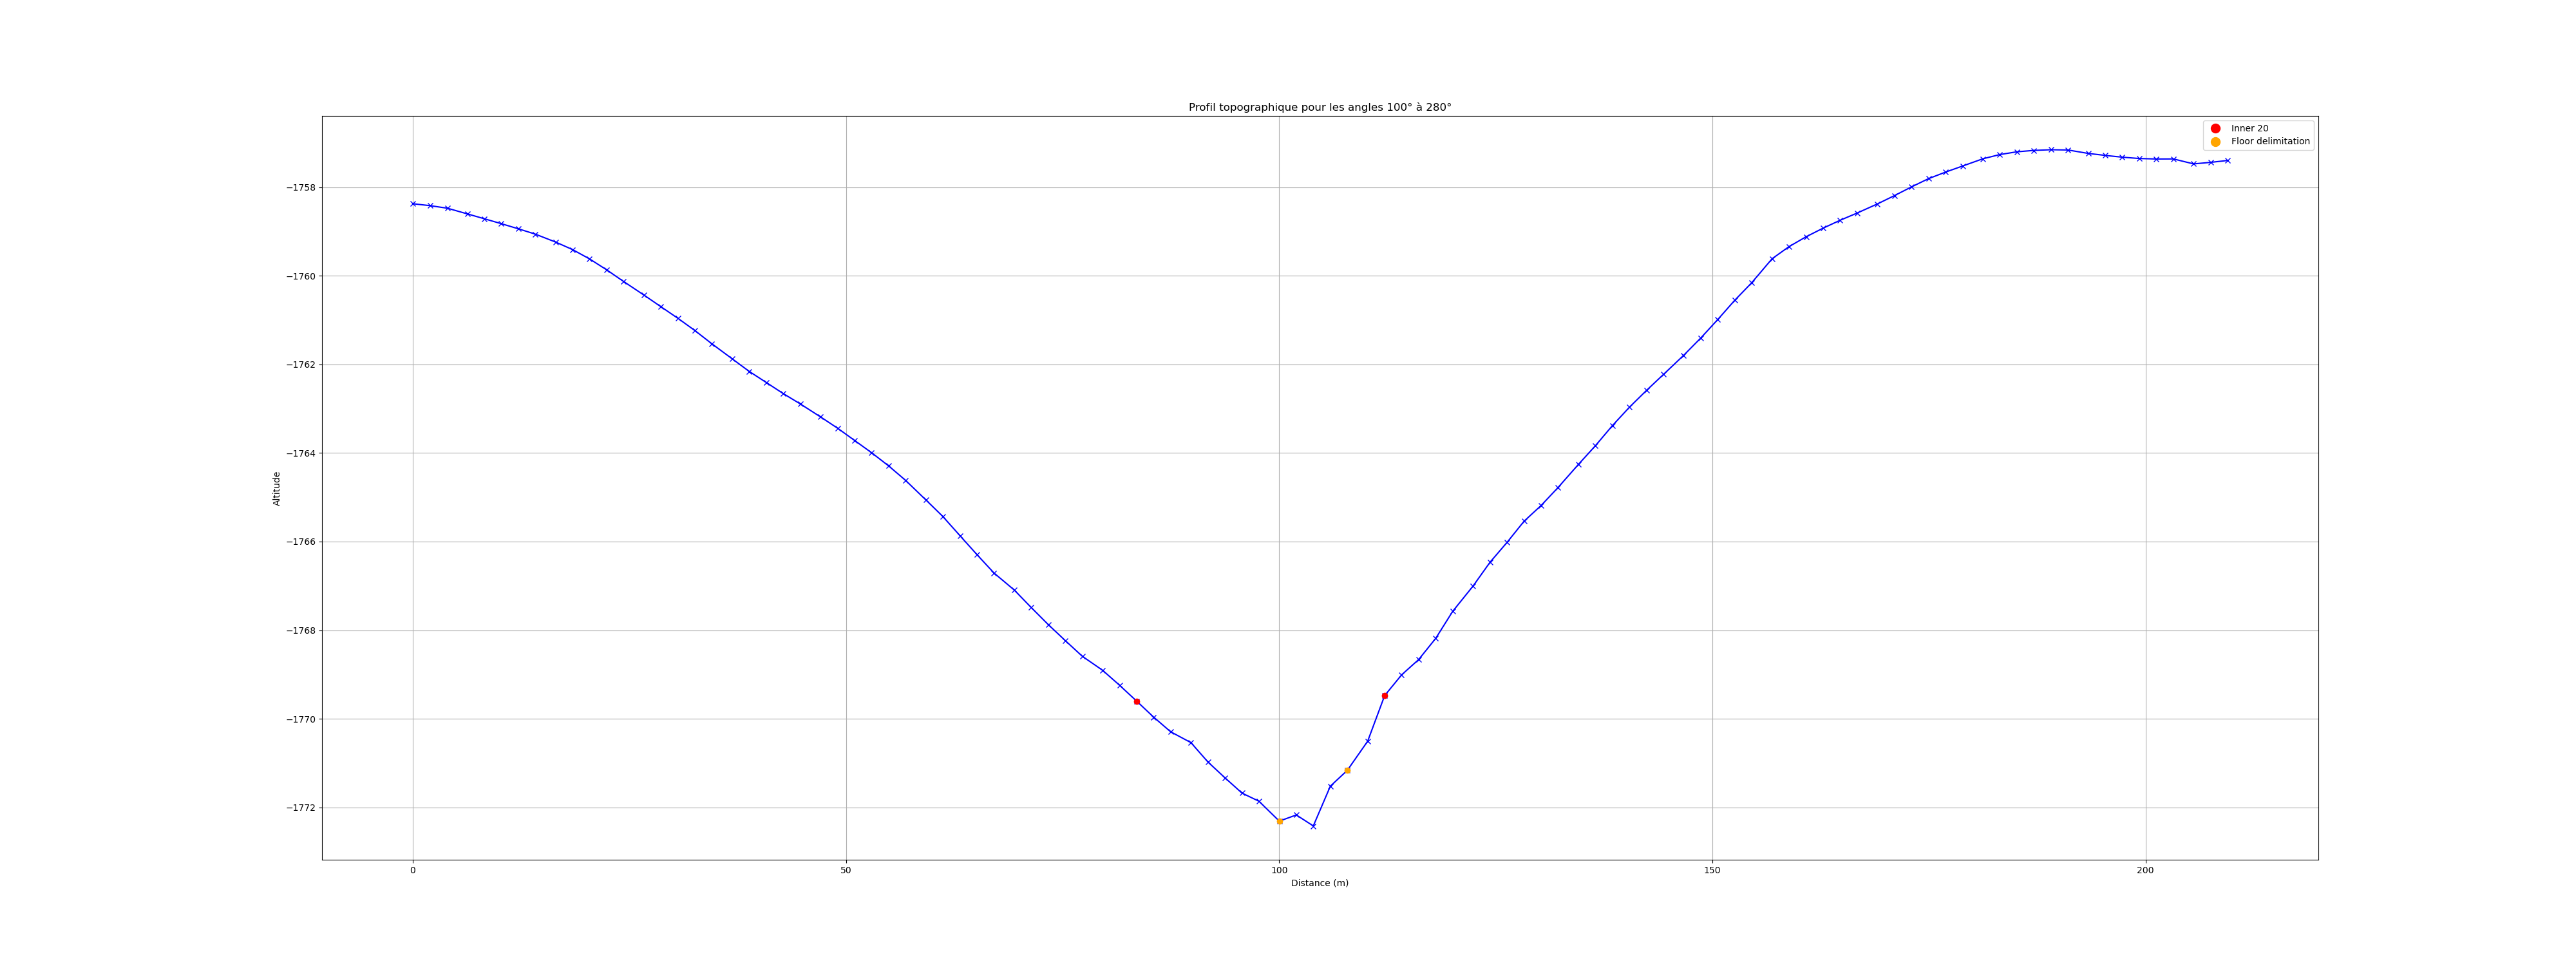 Profil topographique pour les angles 100° à 280°
Inner 20
Floor delimitation
−1758
−1760
−1762
−1764
−1766
−1768
−1770
−1772
Altitude
0 50 100 150 200
Distance (m)